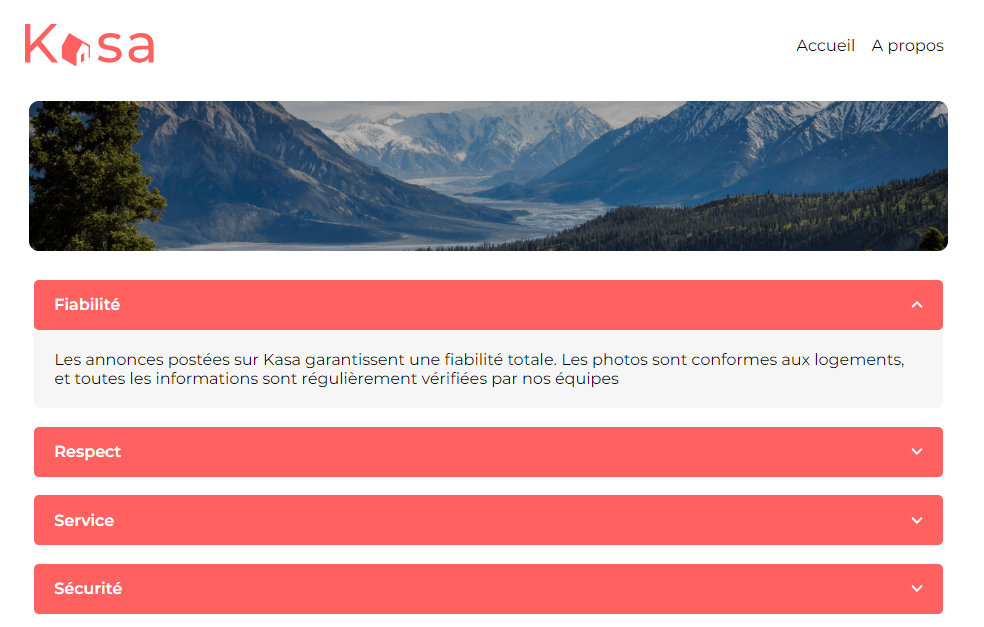 Kasa
Accueil A propos
Fiabilité
Les annonces postées sur Kasa garantissent une fiabilité totale. Les photos sont conformes aux logements,
et toutes les informations sont régulièrement vérifiées par nos équipes
Respect
Service
Sécurité